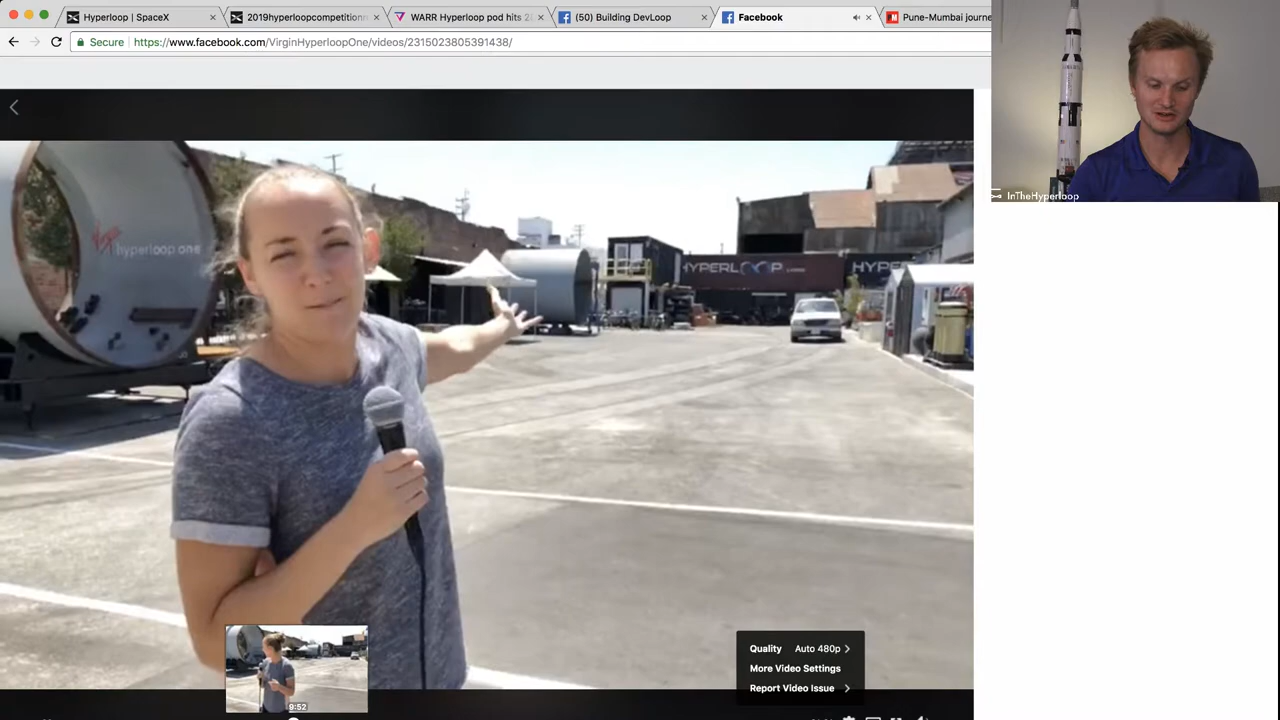 Hyperloop | SpaceX
2019hyperloopcompetition
WARR Hyperloop pod hits 2
(50) Building DevLoop
Facebook
Pune-Mumbai journe
Secure
https://www.facebook.com/VirginHyperloopOne/videos/2315023805391438/
InTheHyperloop
Virgin
hyperloop one
HYPERLOOP
HYPE
Quality Auto 480p
More Video Settings
Report Video Issue
9:52